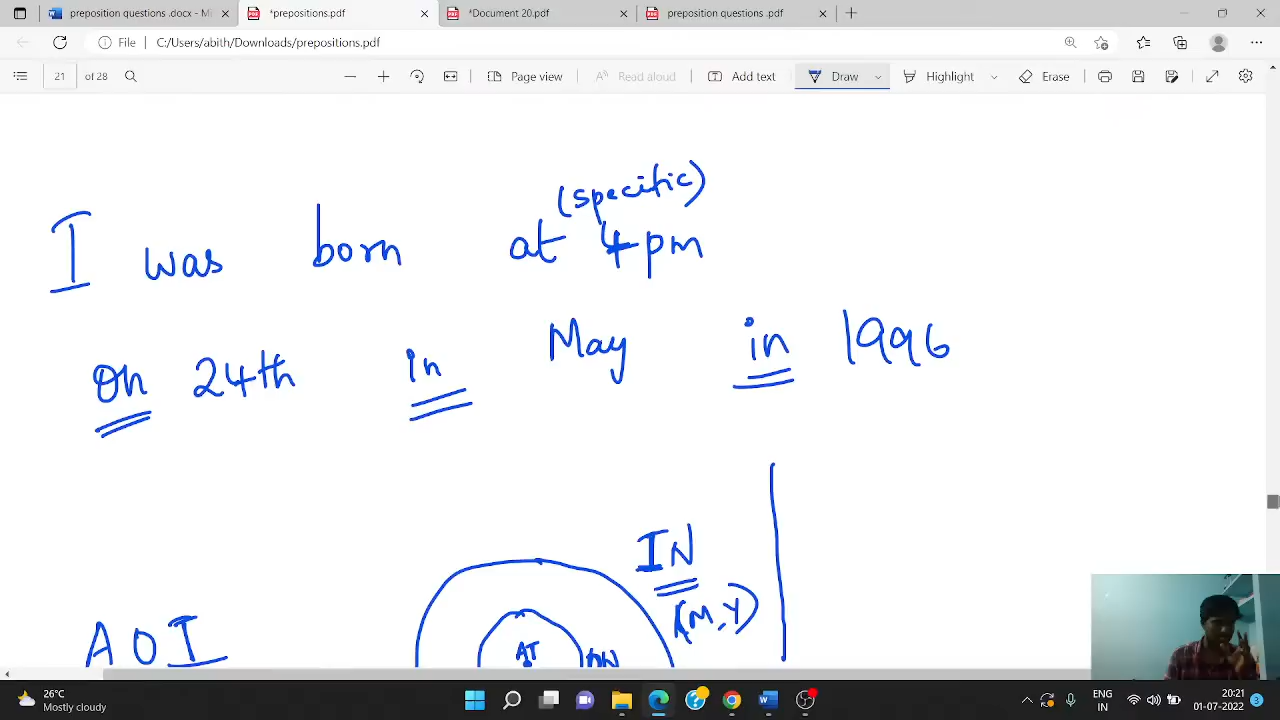 preposition questions .docx - Mi
*prepositions.pdf
*Document 20.pdf
preposition questions .pdf
File C:/Users/abith/Downloads/prepositions.pdf
21 of 28
Page view
Read aloud
Add text
Draw
Highlight
Erase
(specific)
I was born at 4pm
On 24th in May in 1996
IN
(M, Y)
A O I
AT
ON
26°C
Mostly cloudy
ENG
IN
20:21
01-07-2022
3